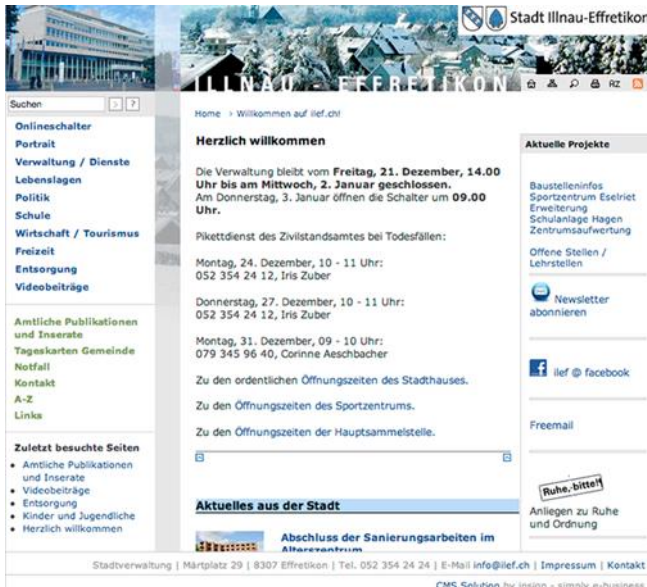 Stadt Illnau-Effretikon
ILLNAU - EFFRETIKON
RZ
Suchen
> ?
Onlineschalter
Portrait
Verwaltung / Dienste
Lebenslagen
Politik
Schule
Wirtschaft / Tourismus
Freizeit
Entsorgung
Videobeiträge
Amtliche Publikationen
und Inserate
Tageskarten Gemeinde
Notfall
Kontakt
A-Z
Links
Zuletzt besuchte Seiten
Amtliche Publikationen
und Inserate
Videobeiträge
Entsorgung
Kinder und Jugendliche
Herzlich willkommen
Home > Willkommen auf ilef.ch!
Herzlich willkommen
Die Verwaltung bleibt vom Freitag, 21. Dezember, 14.00
Uhr bis am Mittwoch, 2. Januar geschlossen.
Am Donnerstag, 3. Januar öffnen die Schalter um 09.00
Uhr.
Pikettdienst des Zivilstandsamtes bei Todesfällen:
Montag, 24. Dezember, 10 - 11 Uhr:
052 354 24 12, Iris Zuber
Donnerstag, 27. Dezember, 10 - 11 Uhr:
052 354 24 12, Iris Zuber
Montag, 31. Dezember, 09 - 10 Uhr:
079 345 96 40, Corinne Aeschbacher
Zu den ordentlichen Öffnungszeiten des Stadthauses.
Zu den Öffnungszeiten des Sportzentrums.
Zu den Öffnungszeiten der Hauptsammelstelle.
Aktuelles aus der Stadt
Abschluss der Sanierungsarbeiten im
Alterszentrum
Aktuelle Projekte
Baustelleninfos
Sportzentrum Eselriet
Erweiterung
Schulanlage Hagen
Zentrumsaufwertung
Offene Stellen /
Lehrstellen
Newsletter
abonnieren
f ilef @ facebook
Freemail
Ruhe, bitte!!
Anliegen zu Ruhe
und Ordnung
Stadtverwaltung | Märtplatz 29 | 8307 Effretikon | Tel. 052 354 24 24 | E-Mail info@ilef.ch | Impressum | Kontakt
CMS Solution by insign - simply e-business